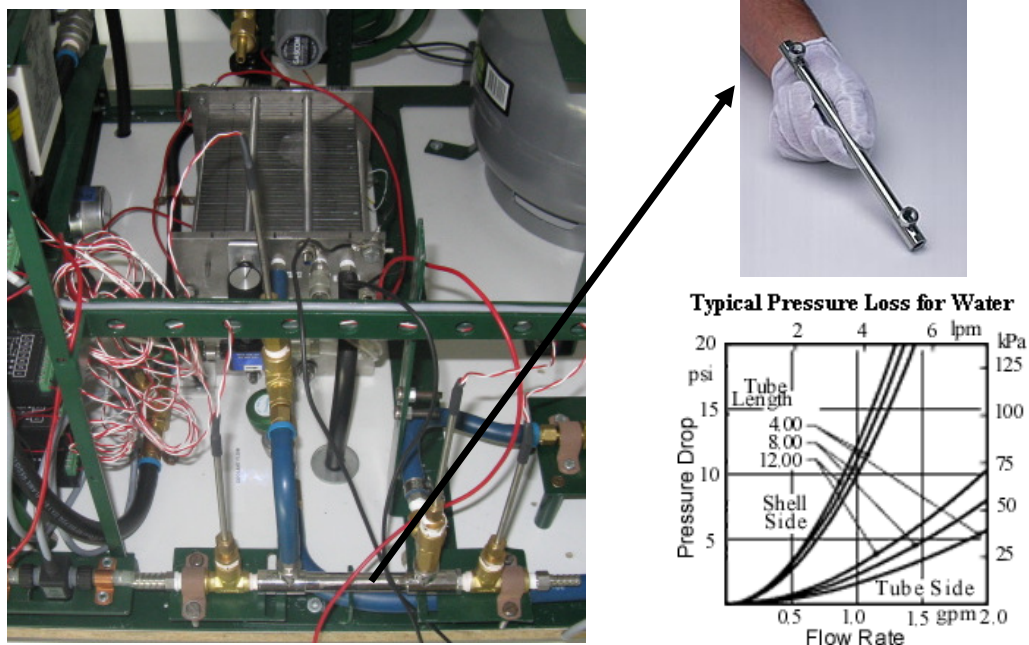 Typical Pressure Loss for Water
2 4 6 lpm
kPa
20
psi
15
10
5
125
100
75
50
25
0
Tube
Length
4.00
8.00
12.00
Shell
Side
Tube Side
Pressure Drop
0.5 1.0 1.5 gpm 2.0
Flow Rate